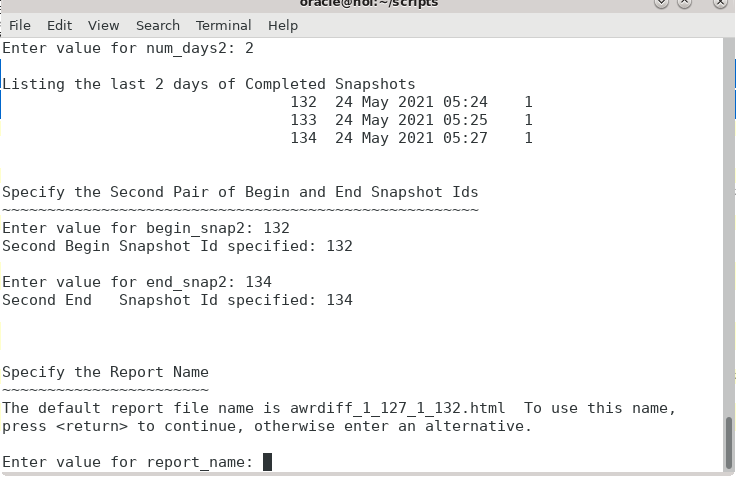 oracle@hol:~/scripts
File Edit View Search Terminal Help
Enter value for num_days2: 2
Listing the last 2 days of Completed Snapshots
132 24 May 2021 05:24 1
133 24 May 2021 05:25 1
134 24 May 2021 05:27 1
Specify the Second Pair of Begin and End Snapshot Ids
~~~~~~~~~~~~~~~~~~~~~~~~~~~~~~~~~~~~~~~~~~~~~~~~~~~~~
Enter value for begin_snap2: 132
Second Begin Snapshot Id specified: 132
Enter value for end_snap2: 134
Second End   Snapshot Id specified: 134
Specify the Report Name
~~~~~~~~~~~~~~~~~~~~~~~
The default report file name is awrdiff_1_127_1_132.html  To use this name,
press <return> to continue, otherwise enter an alternative.
Enter value for report_name: